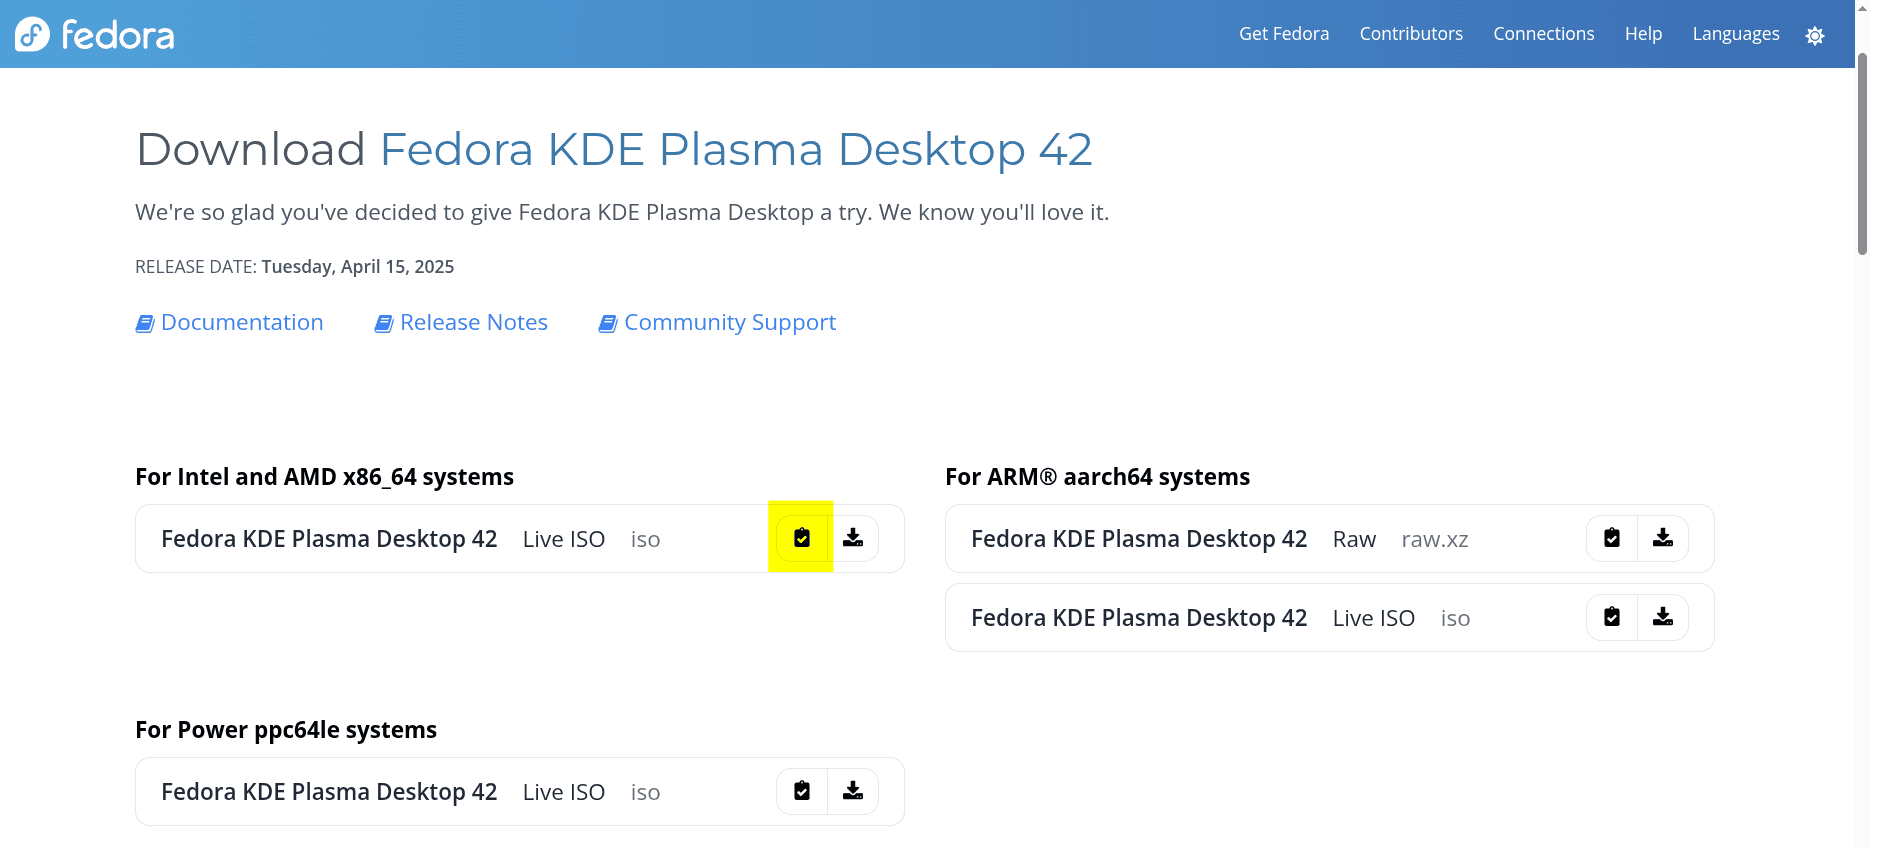 fedora
Get Fedora Contributors Connections Help Languages
Download Fedora KDE Plasma Desktop 42
We're so glad you've decided to give Fedora KDE Plasma Desktop a try. We know you'll love it.
RELEASE DATE: Tuesday, April 15, 2025
Documentation Release Notes Community Support
For Intel and AMD x86_64 systems
Fedora KDE Plasma Desktop 42 Live ISO iso
For ARM® aarch64 systems
Fedora KDE Plasma Desktop 42 Raw raw.xz
Fedora KDE Plasma Desktop 42 Live ISO iso
For Power ppc64le systems
Fedora KDE Plasma Desktop 42 Live ISO iso